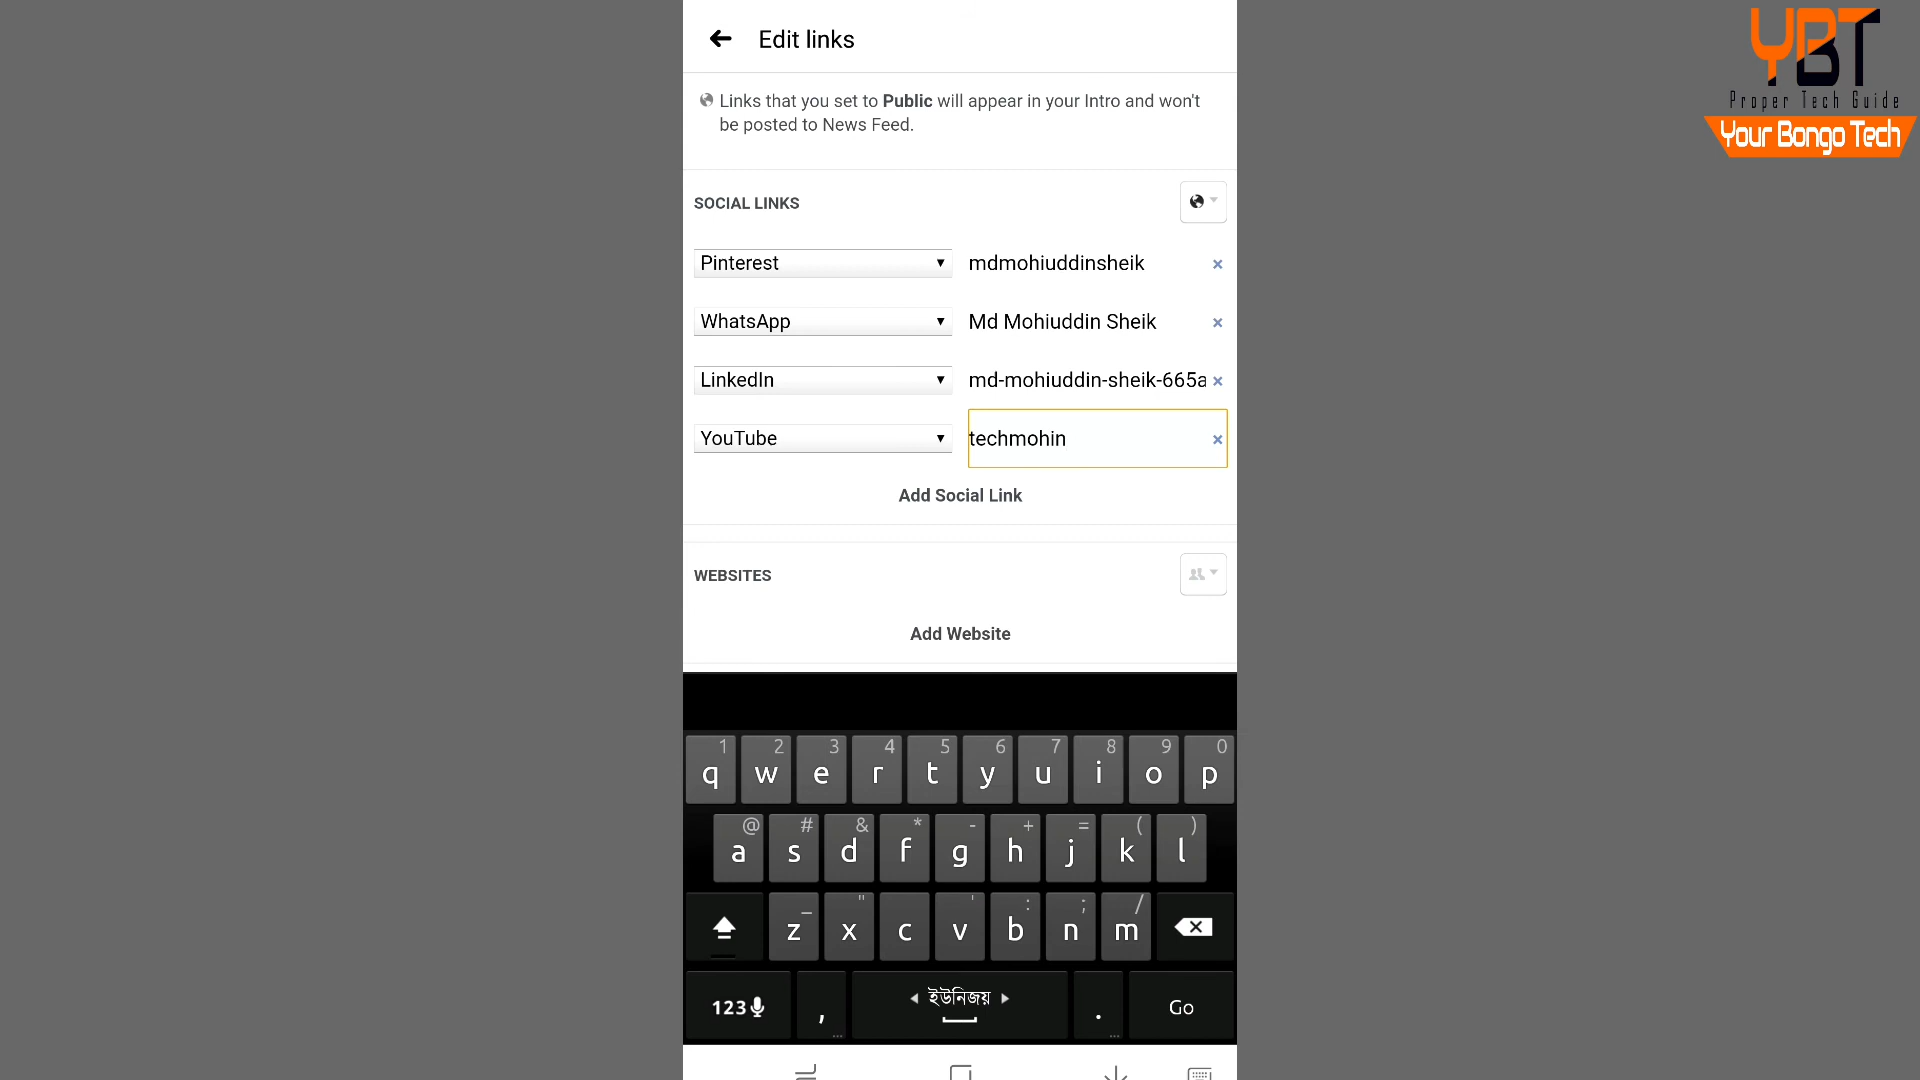 Edit links
Links that you set to Public will appear in your Intro and won't
be posted to News Feed.
SOCIAL LINKS
Pinterest mdmohiuddinsheik
WhatsApp Md Mohiuddin Sheik
LinkedIn md-mohiuddin-sheik-665a
YouTube techmohin
Add Social Link
WEBSITES
Add Website
1 2 3 4 5 6 7 8 9 0
q w e r t y u i o p
@ # & * - + = ( )
a s d f g h j k l
_ " ' : ; /
z x c v b n m
123 , ইউনিজয় . Go
YBT
Proper Tech Guide
Your Bongo Tech